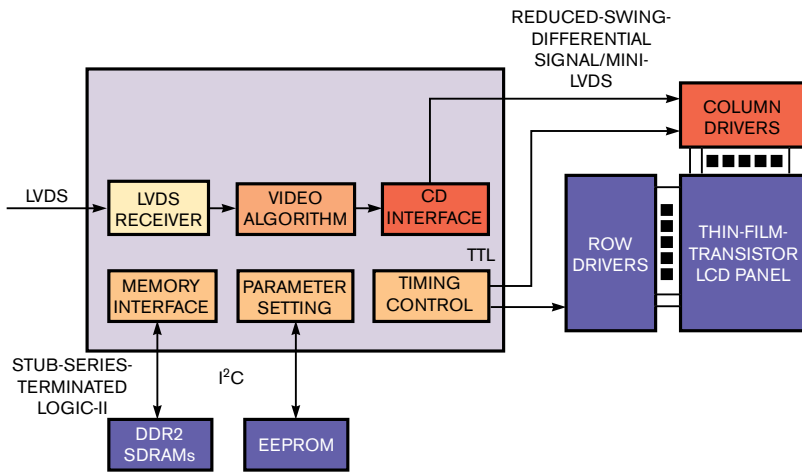 REDUCED-SWING-
DIFFERENTIAL
SIGNAL/MINI-
LVDS
COLUMN
DRIVERS
LVDS
LVDS
RECEIVER
VIDEO
ALGORITHM
CD
INTERFACE
ROW
DRIVERS
THIN-FILM-
TRANSISTOR
LCD PANEL
TTL
MEMORY
INTERFACE
PARAMETER
SETTING
TIMING
CONTROL
STUB-SERIES-
TERMINATED
LOGIC-II
I²C
DDR2
SDRAMs
EEPROM